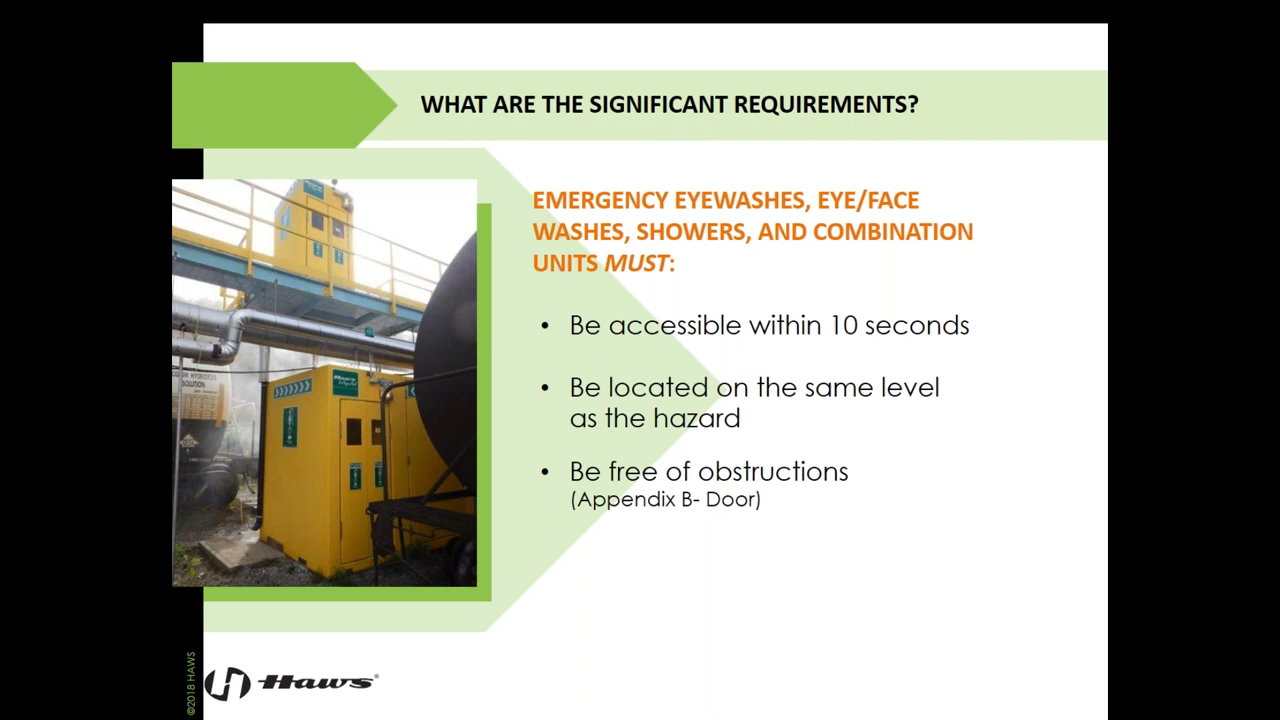 WHAT ARE THE SIGNIFICANT REQUIREMENTS?
EMERGENCY EYEWASHES, EYE/FACE
WASHES, SHOWERS, AND COMBINATION
UNITS MUST:
• Be accessible within 10 seconds
• Be located on the same level
as the hazard
• Be free of obstructions
(Appendix B- Door)
SOLUTION
©2018 HAWS
Haws®